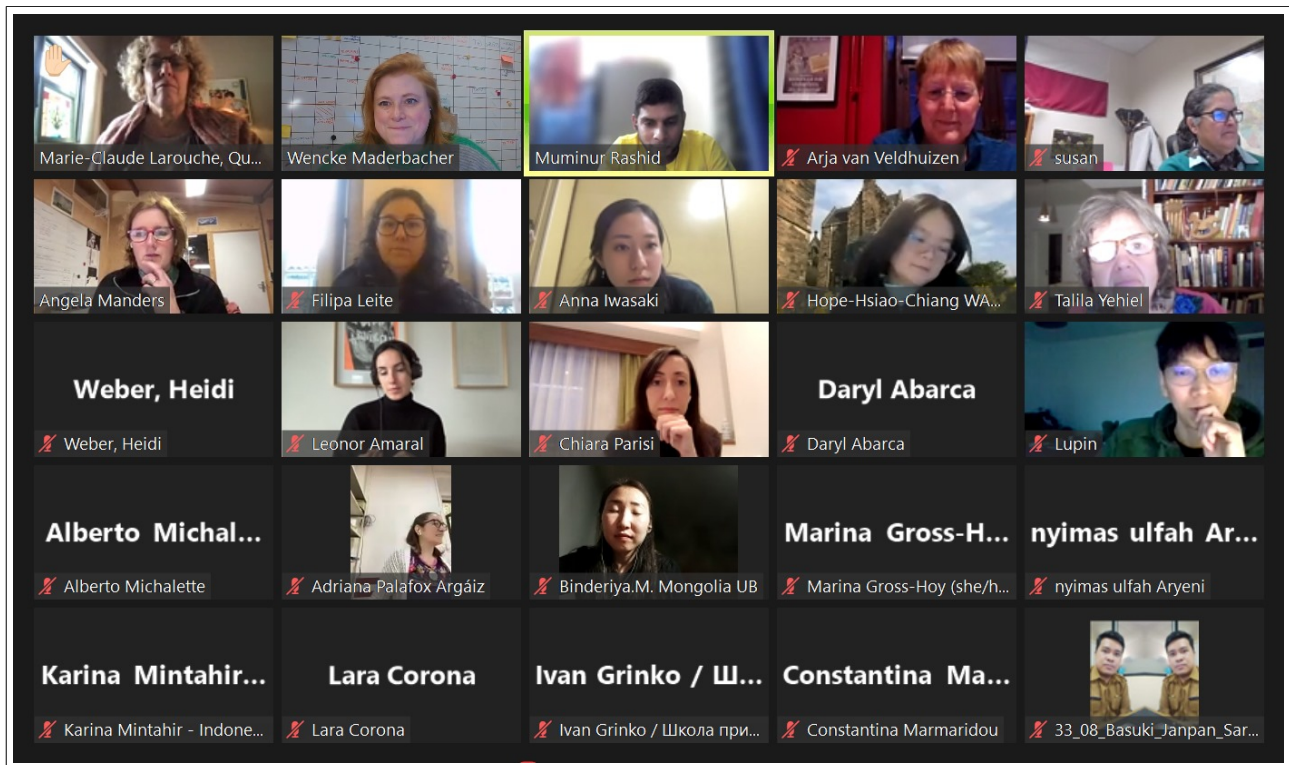 Marie-Claude Larouche, Qu...
Wencke Maderbacher
Muminur Rashid
Arja van Veldhuizen
susan
Angela Manders
Filipa Leite
Anna Iwasaki
Hope-Hsiao-Chiang WA...
Talila Yehiel
Weber, Heidi
Weber, Heidi
Leonor Amaral
Chiara Parisi
Daryl Abarca
Daryl Abarca
Lupin
Alberto Michal...
Alberto Michalette
Adriana Palafox Argáiz
Binderiya.M. Mongolia UB
Marina Gross-H...
Marina Gross-Hoy (she/h...
nyimas ulfah Ar...
nyimas ulfah Aryeni
Karina Mintahir...
Karina Mintahir - Indone...
Lara Corona
Lara Corona
Ivan Grinko / Ш...
Ivan Grinko / Школа при...
Constantina Ma...
Constantina Marmaridou
33_08_Basuki_Janpan_Sar...